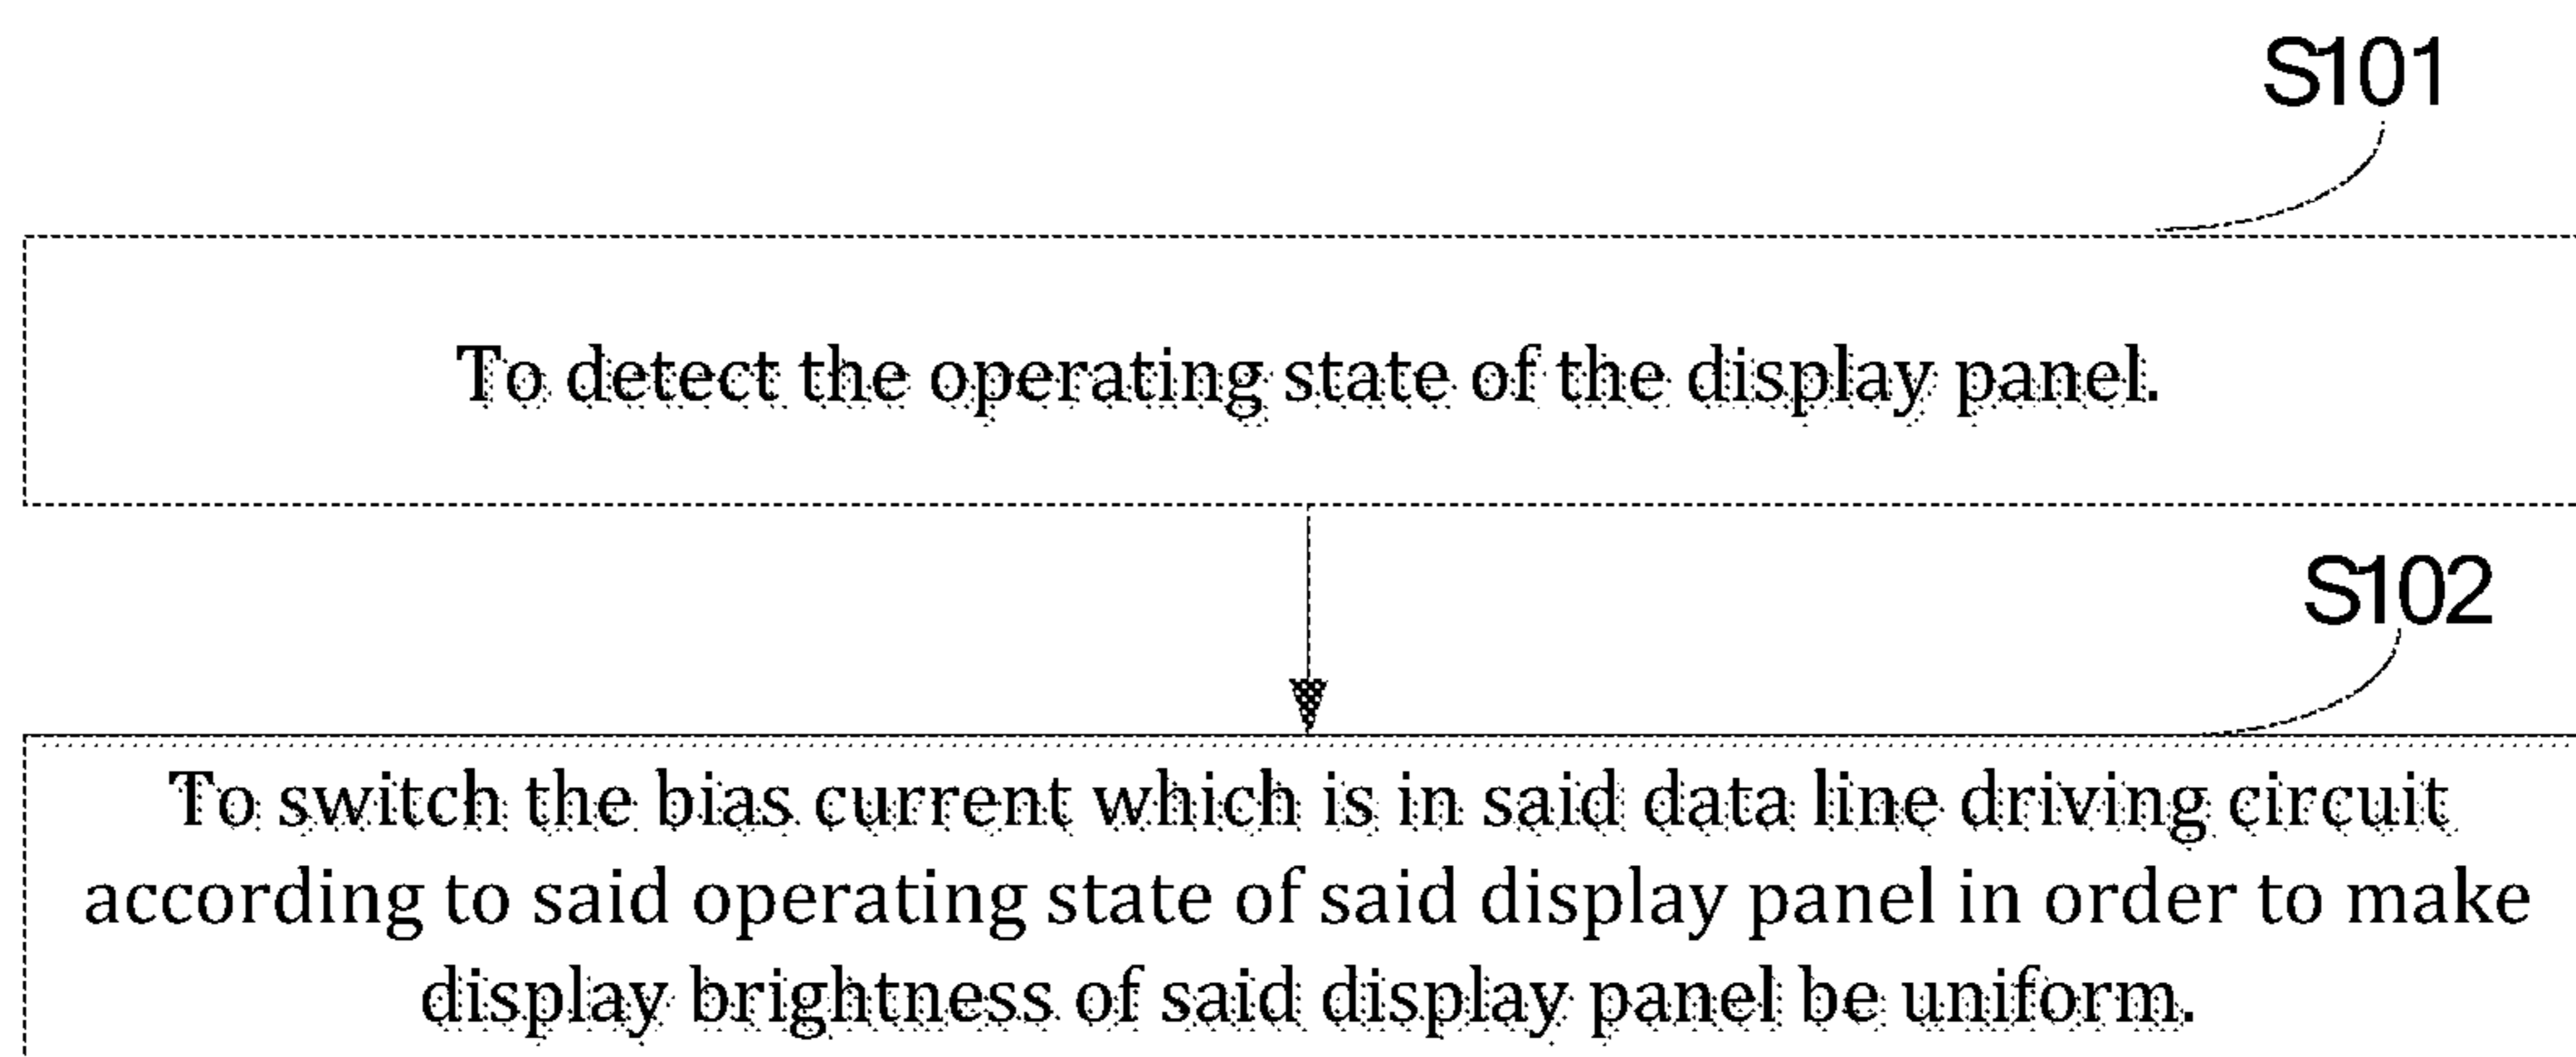 S101
To detect the operating state of the display panel.
S102
To switch the bias current which is in said data line driving circuit
according to said operating state of said display panel in order to make
display brightness of said display panel be uniform.